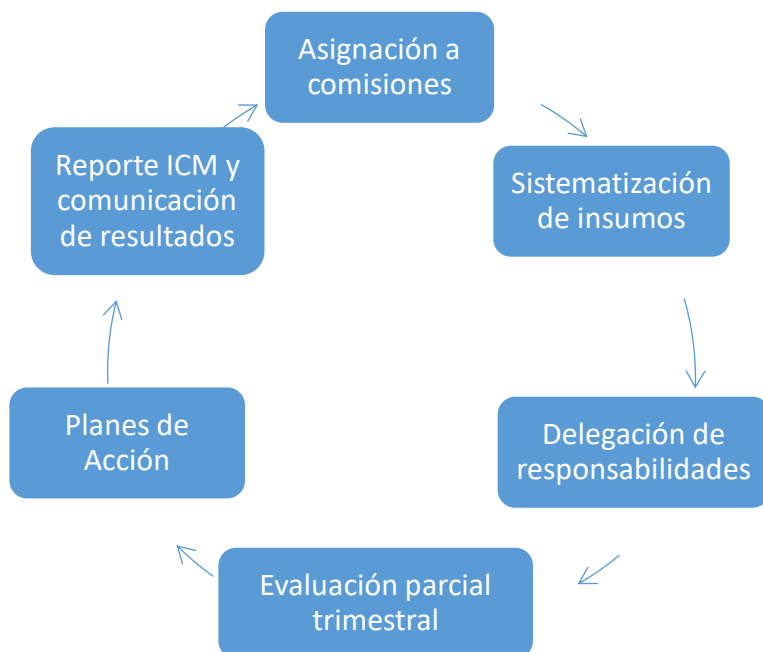 Asignación a
comisiones
Sistematización
de insumos
Delegación de
responsabilidades
Evaluación parcial
trimestral
Planes de
Acción
Reporte ICM y
comunicación
de resultados